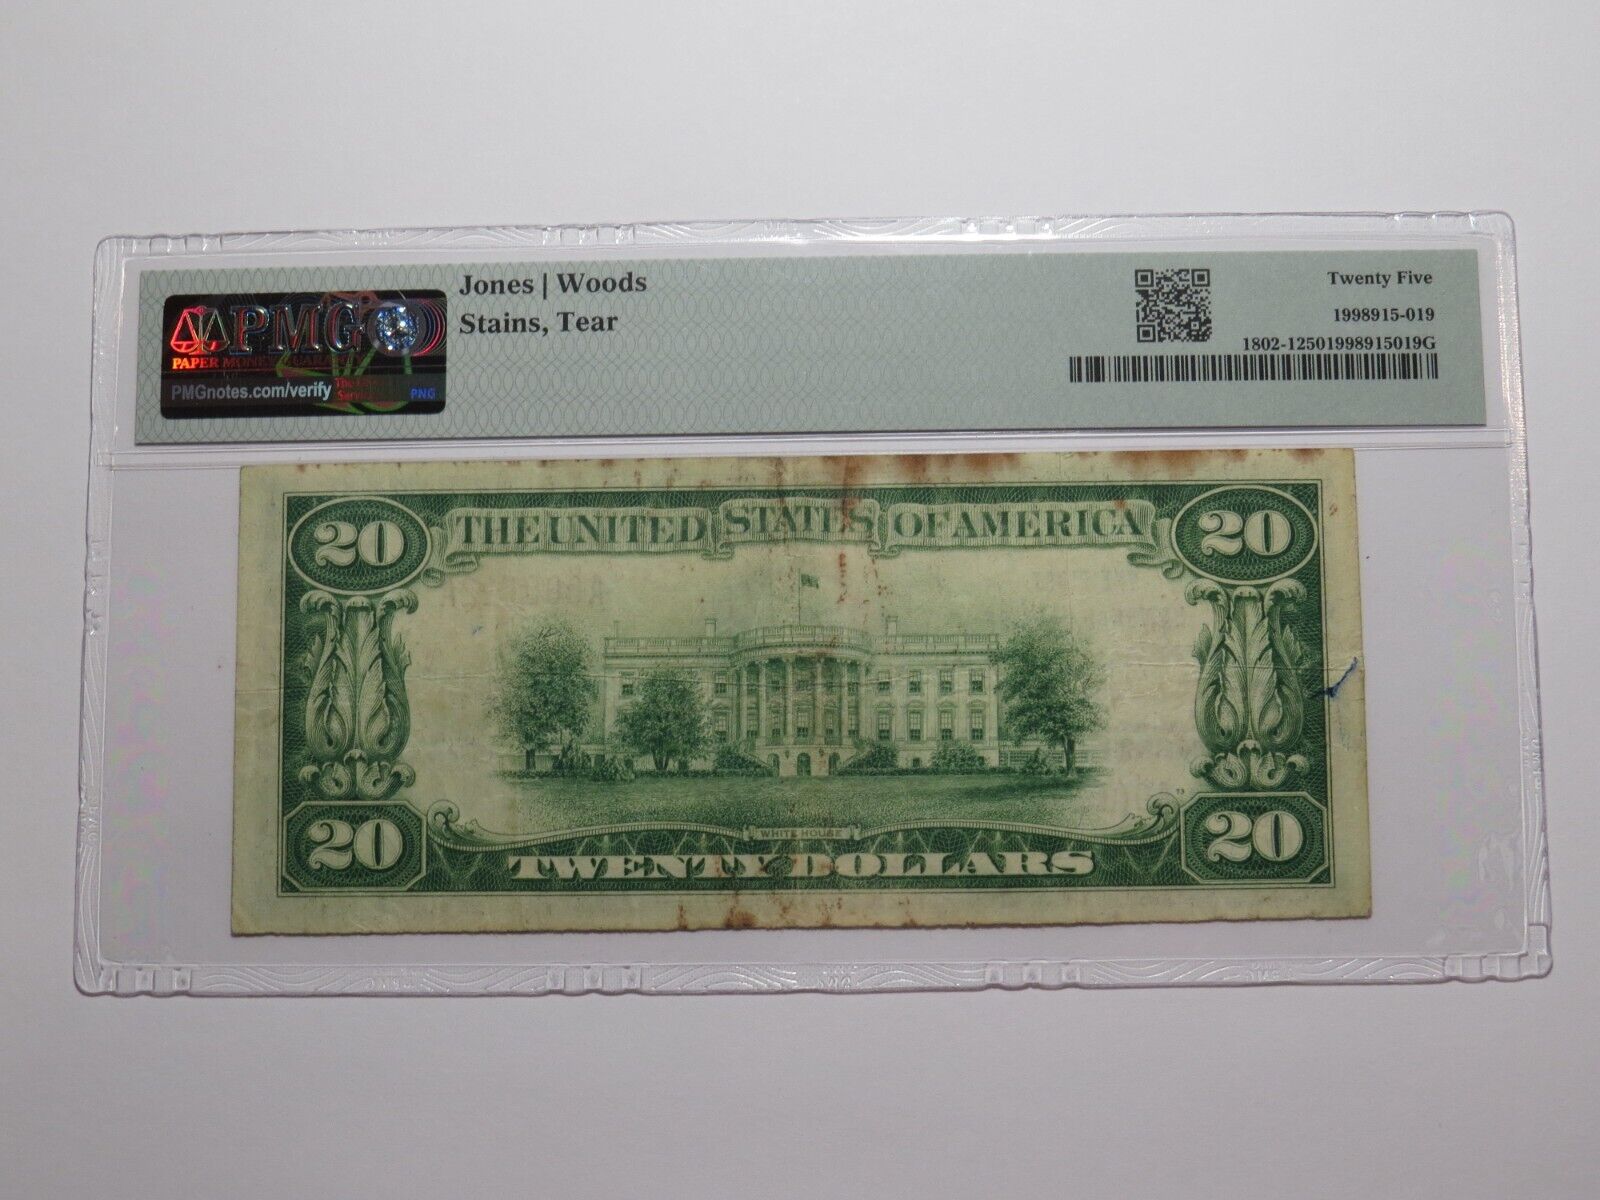 Jones | Woods
Stains, Tear
Twenty Five
1998915-019
1802-12501998915019G
PMG
PAPER MONEY GUARANTY
PMGnotes.com/verify
PNG
20
THE UNITED STATES OF AMERICA
20
WHITE HOUSE
20
TWENTY DOLLARS
20